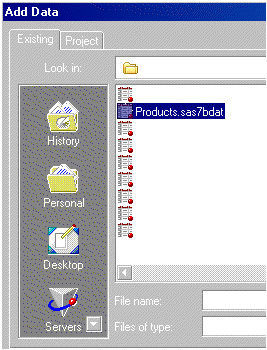 Add Data
Existing Project
Look in:
Products.sas7bdat
History
Personal
Desktop
Servers
File name:
Files of type: